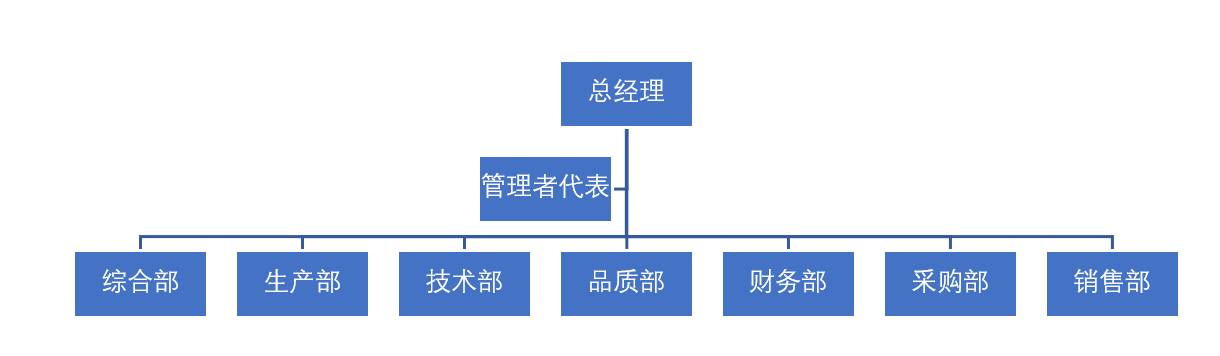 总经理
管理者代表
综合部
生产部
技术部
品质部
财务部
采购部
销售部